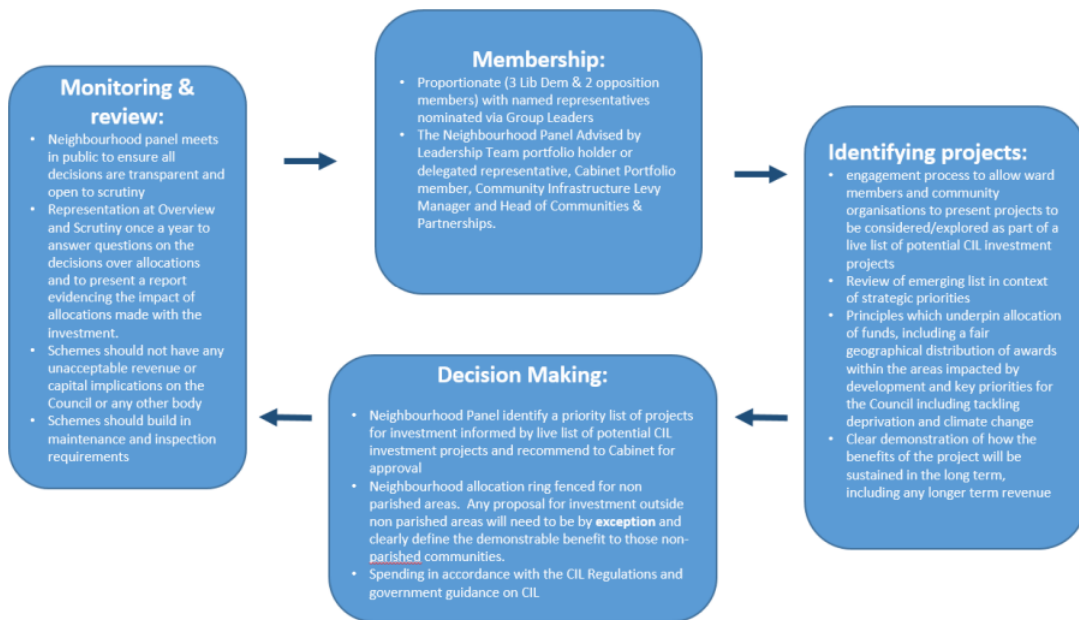 Monitoring &
review:
• Neighbourhood panel meets
in public to ensure all
decisions are transparent and
open to scrutiny
• Representation at Overview
and Scrutiny once a year to
answer questions on the
decisions over allocations
and to present a report
evidencing the impact of
allocations made with the
investment.
• Schemes should not have any
unacceptable revenue or
capital implications on the
Council or any other body
• Schemes should build in
maintenance and inspection
requirements
Membership:
• Proportionate (3 Lib Dem & 2 opposition
members) with named representatives
nominated via Group Leaders
• The Neighbourhood Panel Advised by
Leadership Team portfolio holder or
delegated representative, Cabinet Portfolio
member, Community Infrastructure Levy
Manager and Head of Communities &
Partnerships.
Identifying projects:
• engagement process to allow ward
members and community
organisations to present projects to
be considered/explored as part of a
live list of potential CIL investment
projects
• Review of emerging list in context
of strategic priorities
• Principles which underpin allocation
of funds, including a fair
geographical distribution of awards
within the areas impacted by
development and key priorities for
the Council including tackling
deprivation and climate change
• Clear demonstration of how the
benefits of the project will be
sustained in the long term,
including any longer term revenue
Decision Making:
• Neighbourhood Panel identify a priority list of projects
for investment informed by live list of potential CIL
investment projects and recommend to Cabinet for
approval
• Neighbourhood allocation ring fenced for non
parished areas. Any proposal for investment outside
non parished areas will need to be by exception and
clearly define the demonstrable benefit to those non-
parished communities.
• Spending in accordance with the CIL Regulations and
government guidance on CIL